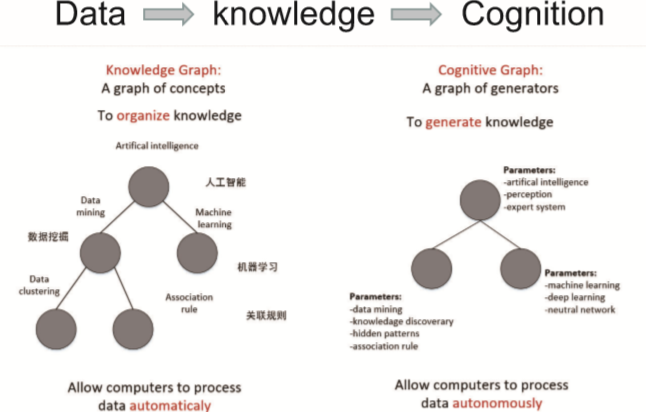 Data knowledge Cognition
Knowledge Graph:
A graph of concepts
To organize knowledge
Artifical intelligence
人工智能
Data
mining
Machine
learning
数据挖掘
机器学习
Data
clustering
Association
rule
关联规则
Allow computers to process
data automaticaly
Cognitive Graph:
A graph of generators
To generate knowledge
Parameters:
-artifical intelligence
-perception
-expert system
Parameters:
-machine learning
-deep learning
-neutral network
Parameters:
-data mining
-knowledage discoverary
-hidden patterns
-association rule
Allow computers to process
data autonomously